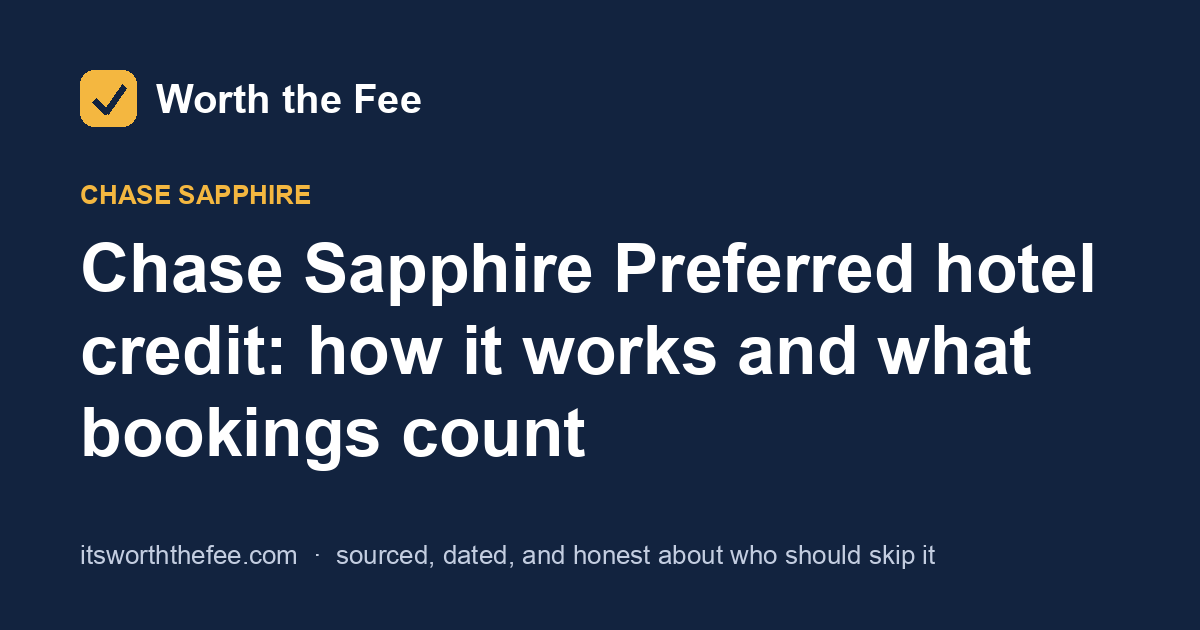 Worth the Fee
CHASE SAPPHIRE
Chase Sapphire Preferred hotel
credit: how it works and what
bookings count
itsworththefee.com · sourced, dated, and honest about who should skip it